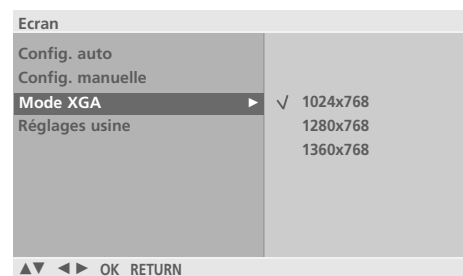 Ecran
Config. auto
Config. manuelle
Mode XGA ▶ √ 1024x768
Réglages usine 1280x768
1360x768
▲▼ ◀▶ OK RETURN